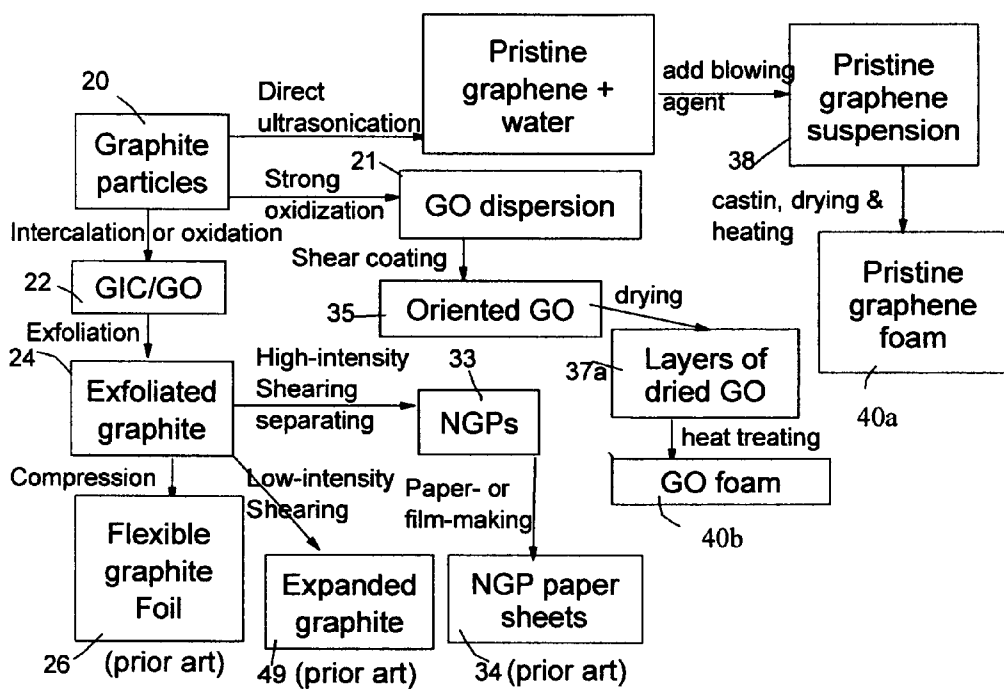 20
Graphite
particles
Direct
ultrasonication
Pristine
graphene +
water
add blowing
agent
Pristine
graphene
suspension
38
castin, drying &
heating
Pristine
graphene
foam
40a
Strong
oxidization
21
GO dispersion
Shear coating
35
Oriented GO
drying
37a
Layers of
dried GO
heat treating
GO foam
40b
Intercalation or oxidation
22
GIC/GO
Exfoliation
24
Exfoliated
graphite
High-intensity
Shearing
separating
33
NGPs
Paper- or
film-making
NGP paper
sheets
34 (prior art)
Low-intensity
Shearing
Expanded
graphite
49 (prior art)
Compression
Flexible
graphite
Foil
26
(prior art)